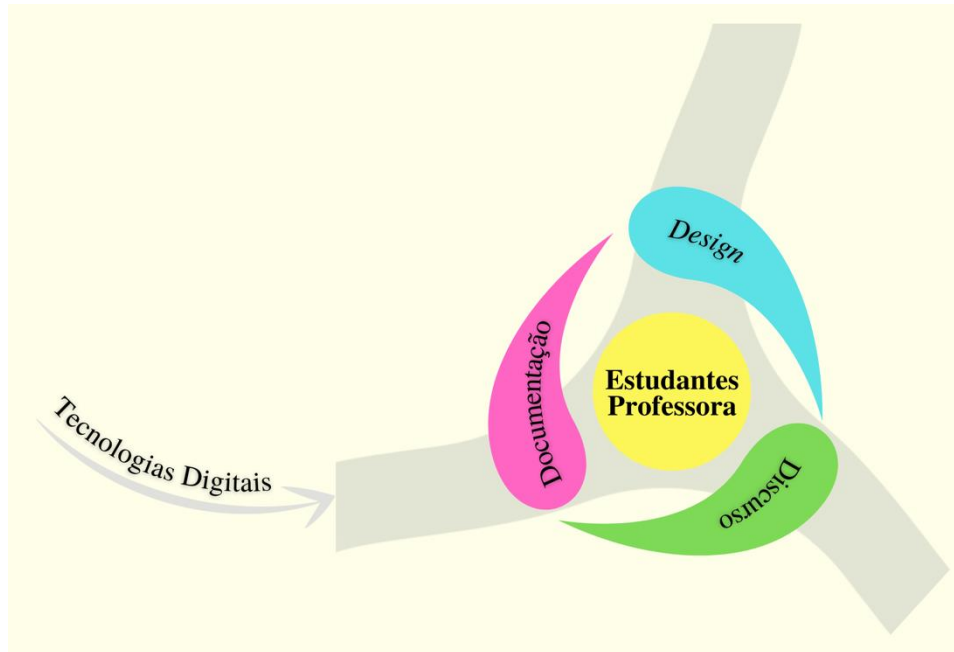 Design
Documentação
Estudantes
Professora
Tecnologias Digitais
Discurso